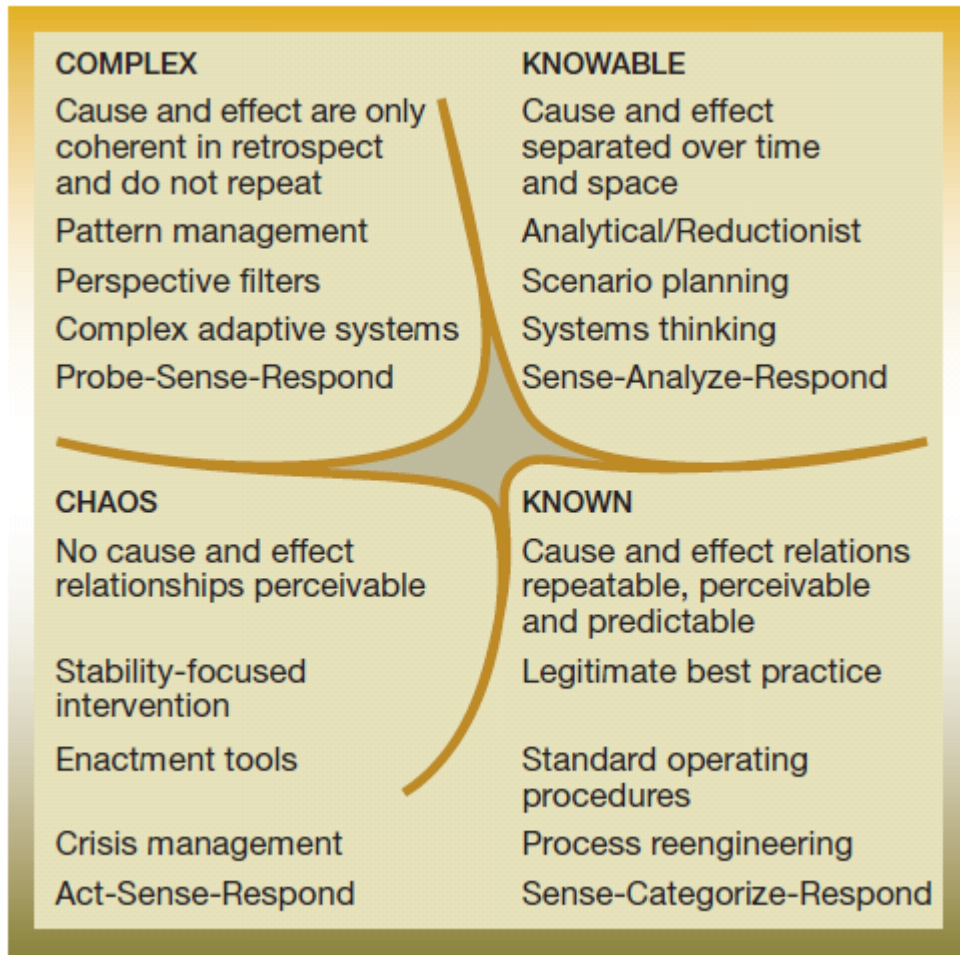 COMPLEX
Cause and effect are only
coherent in retrospect
and do not repeat
Pattern management
Perspective filters
Complex adaptive systems
Probe-Sense-Respond
KNOWABLE
Cause and effect
separated over time
and space
Analytical/Reductionist
Scenario planning
Systems thinking
Sense-Analyze-Respond
CHAOS
No cause and effect
relationships perceivable
Stability-focused
intervention
Enactment tools
Crisis management
Act-Sense-Respond
KNOWN
Cause and effect relations
repeatable, perceivable
and predictable
Legitimate best practice
Standard operating
procedures
Process reengineering
Sense-Categorize-Respond